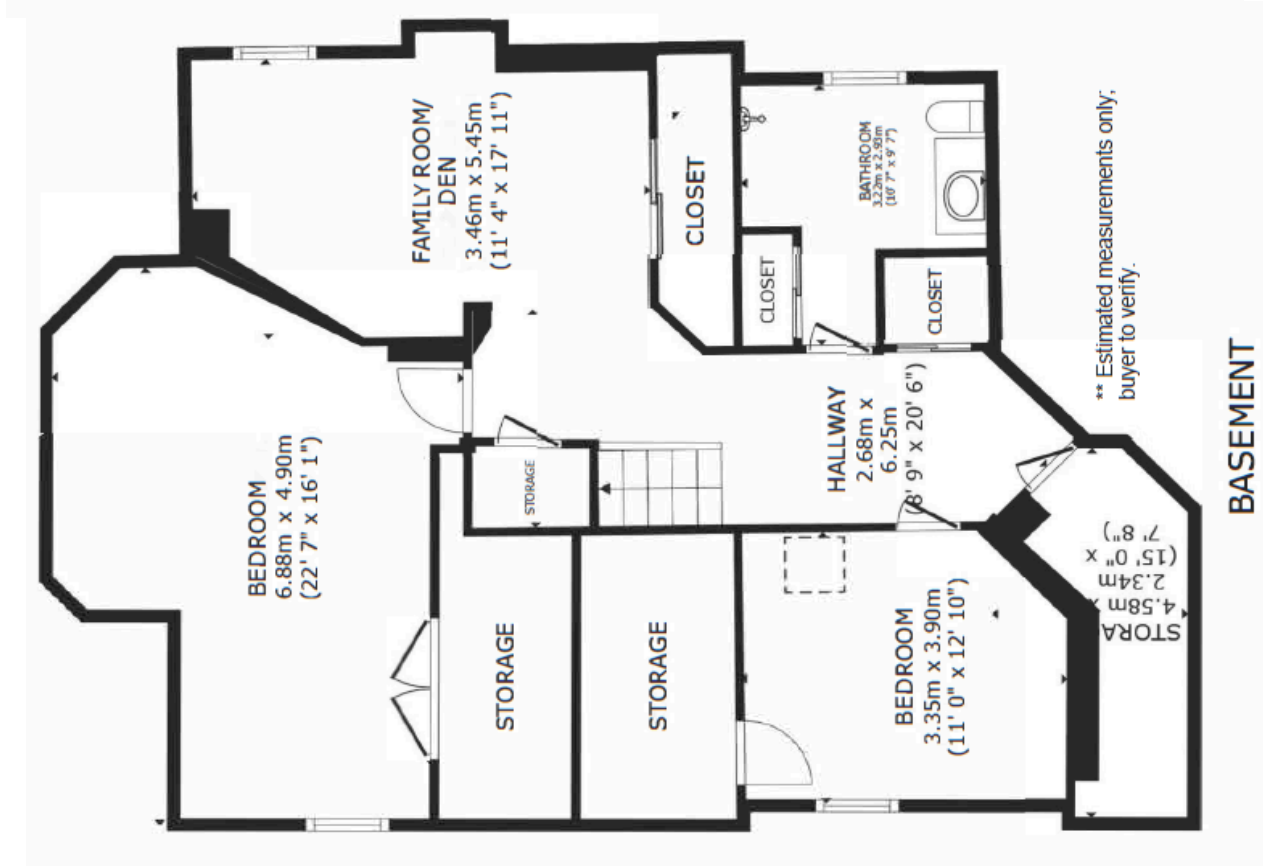 BEDROOM
6.88m x 4.90m
(22' 7" x 16' 1")
FAMILY ROOM/
DEN
3.46m x 5.45m
(11' 4" x 17' 11")
STORAGE
STORAGE
STORAGE
CLOSET
CLOSET
HALLWAY
2.68m x
6.25m
(8' 9" x 20' 6")
BATHROOM
3.22m x 2.93m
(10' 7" x 9' 7")
BEDROOM
3.35m x 3.90m
(11' 0" x 12' 10")
CLOSET
STORA
4.58m x
2.34m
(15' 0" x
7' 8")
** Estimated measurements only;
buyer to verify.
BASEMENT